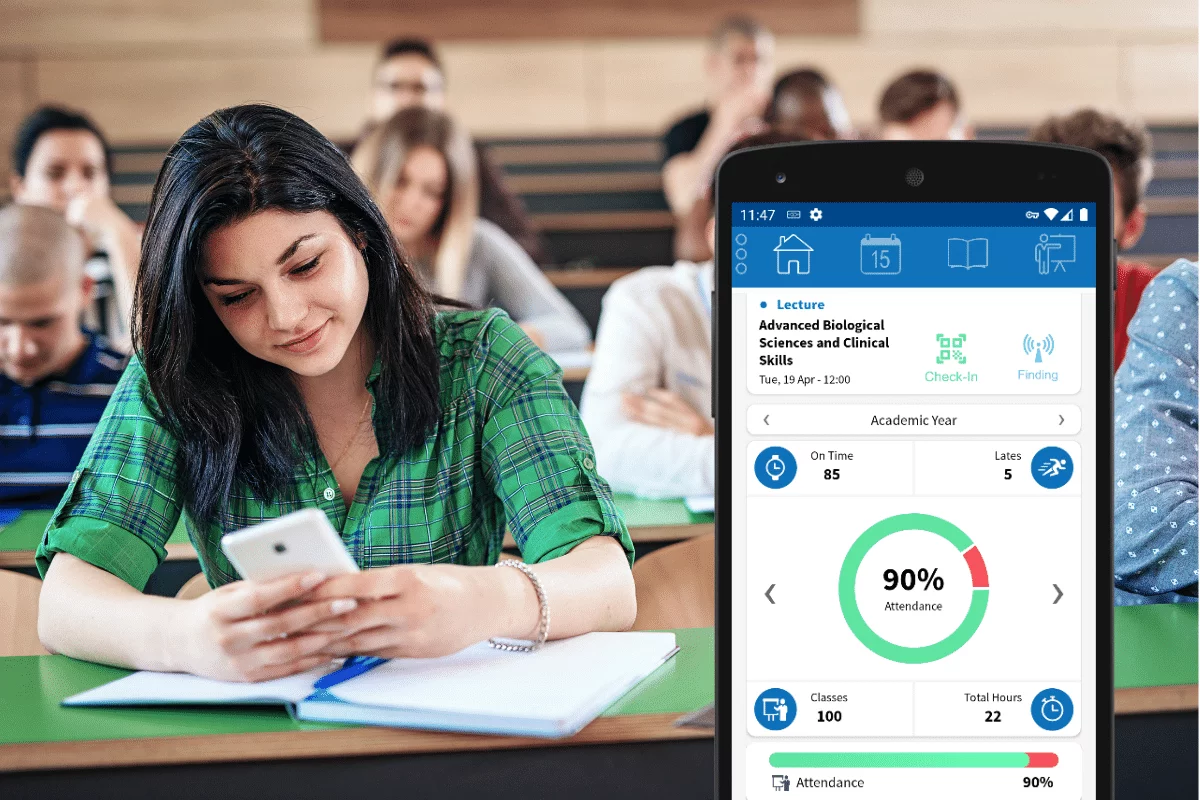 11:47
15
Lecture
Advanced Biological
Sciences and Clinical
Skills
Tue, 19 Apr - 12:00
Check-In
Finding
Academic Year
On Time
85
Lates
5
90%
Attendance
Classes
100
Total Hours
22
Attendance
90%